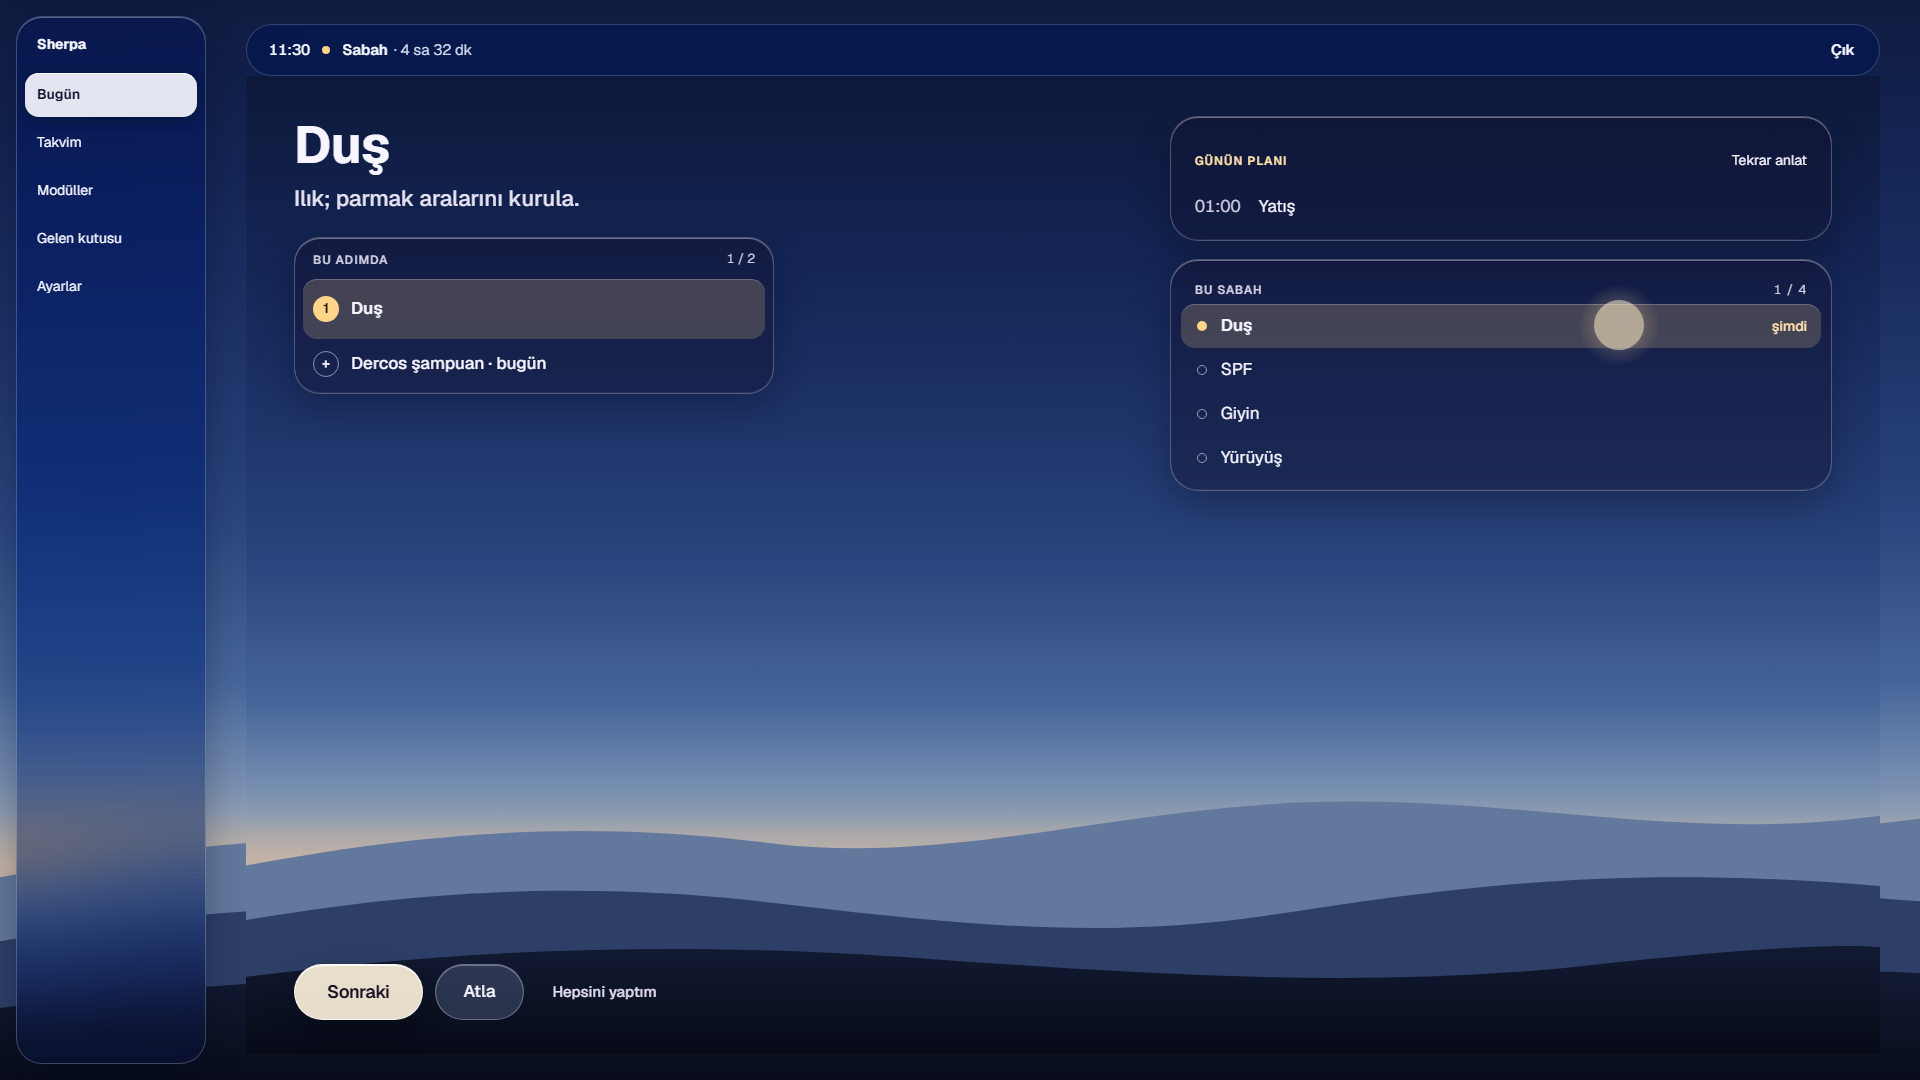 Sherpa
Bugün
Takvim
Modüller
Gelen kutusu
Ayarlar
11:30 Sabah · 4 sa 32 dk
Çık
Duş
Ilık; parmak aralarını kurula.
BU ADIMDA 1 / 2
1 Duş
+ Dercos şampuan · bugün
GÜNÜN PLANI Tekrar anlat
01:00 Yatış
BU SABAH 1 / 4
Duş şimdi
SPF
Giyin
Yürüyüş
Sonraki
Atla
Hepsini yaptım